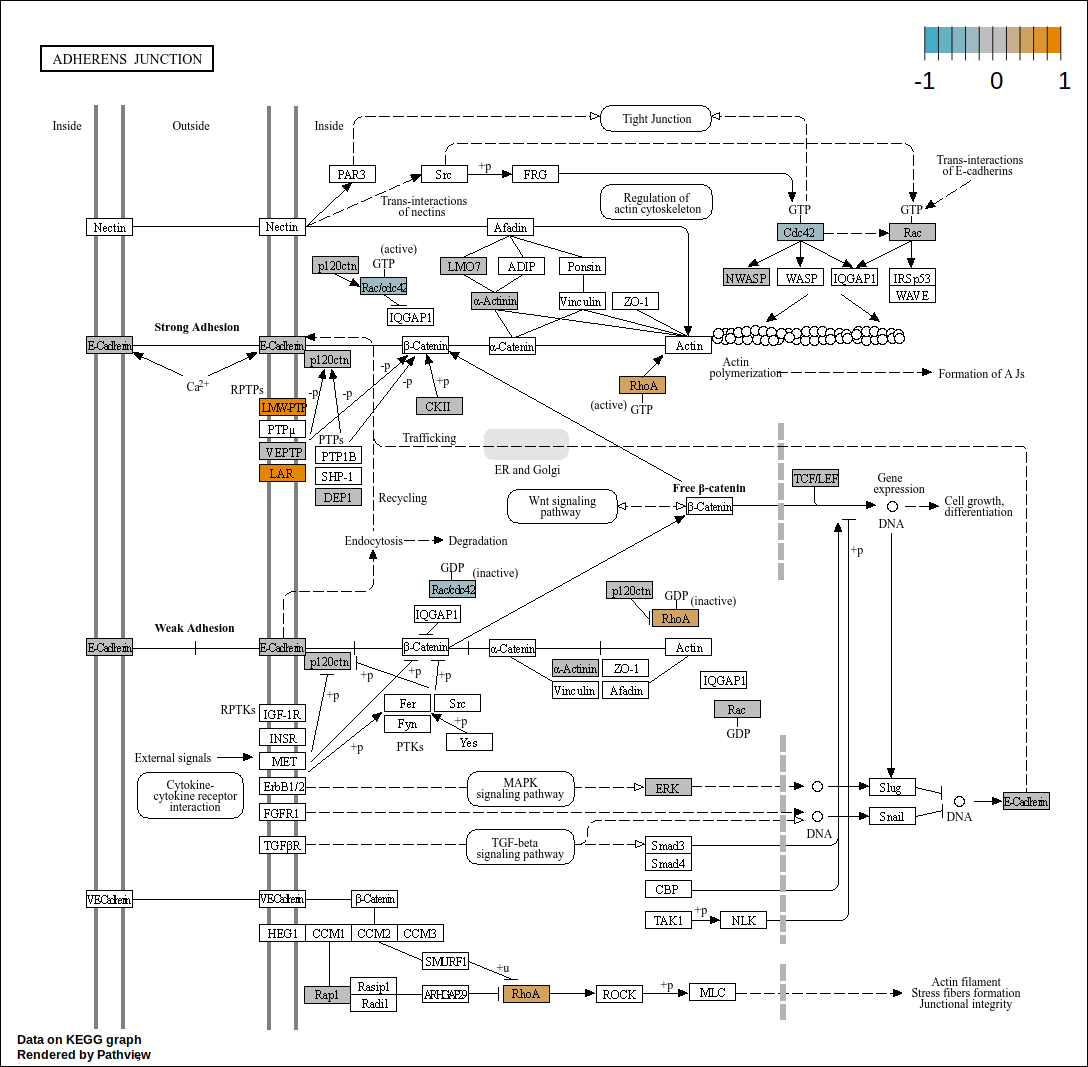 ADHERENS JUNCTION
-1 0 1
Inside
Outside
Inside
Tight Junction
PAR3
Src
+p
FRG
Trans-interactions
of E-cadherins
Trans-interactions
of nectins
Regulation of
actin cytoskeleton
GTP
GTP
Nectin
Nectin
Afadin
Cdc42
Rac
(active)
GTP
p120ctn
Rac/cdc42
IQGAP1
LMO7
ADIP
Ponsin
α-Actinin
Vinculin
ZO-1
NWASP
WASP
IQGAP1
IRSp53
WAVE
Strong Adhesion
E-Cadherin
E-Cadherin
p120ctn
β-Catenin
α-Catenin
Actin
Actin
polymerization
Formation of A Js
Ca2+
RPTPs
-p
-p
-p
-p
+p
LMW-PTP
PTPμ
VEPTP
LAR
PTPs
PTP1B
SHP-1
DEP1
CKII
RhoA
(active)
GTP
Trafficking
ER and Golgi
Recycling
Wnt signaling
pathway
Free β-catenin
β-Catenin
TCF/LEF
Gene
expression
DNA
Cell growth,
differentiation
+p
Endocytosis
Degradation
GDP
(inactive)
Rac/cdc42
IQGAP1
p120ctn
GDP
(inactive)
RhoA
Weak Adhesion
E-Cadherin
E-Cadherin
p120ctn
β-Catenin
α-Catenin
Actin
α-Actinin
ZO-1
Vinculin
Afadin
IQGAP1
Rac
GDP
+p
+p
+p
+p
+p
+p
Fer
Src
Fyn
Yes
PTKs
RPTKs
IGF-1R
INSR
MET
ErbB1/2
FGFR1
TGFβR
External signals
Cytokine-
cytokine receptor
interaction
MAPK
signaling pathway
ERK
Slug
Snail
DNA
DNA
E-Cadherin
TGF-beta
signaling pathway
Smad3
Smad4
CBP
TAK1
+p
NLK
VE-Cadherin
VE-Cadherin
β-Catenin
HEG1
CCM1
CCM2
CCM3
SMURF1
+u
Rap1
Rasip1
Radil
ARHGAP29
RhoA
ROCK
+p
MLC
Actin filament
Stress fibers formation
Junctional integrity
Data on KEGG graph
Rendered by Pathview